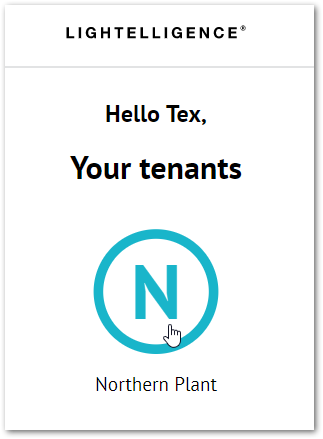 LIGHTELLIGENCE®
Hello Tex,
Your tenants
N
Northern Plant